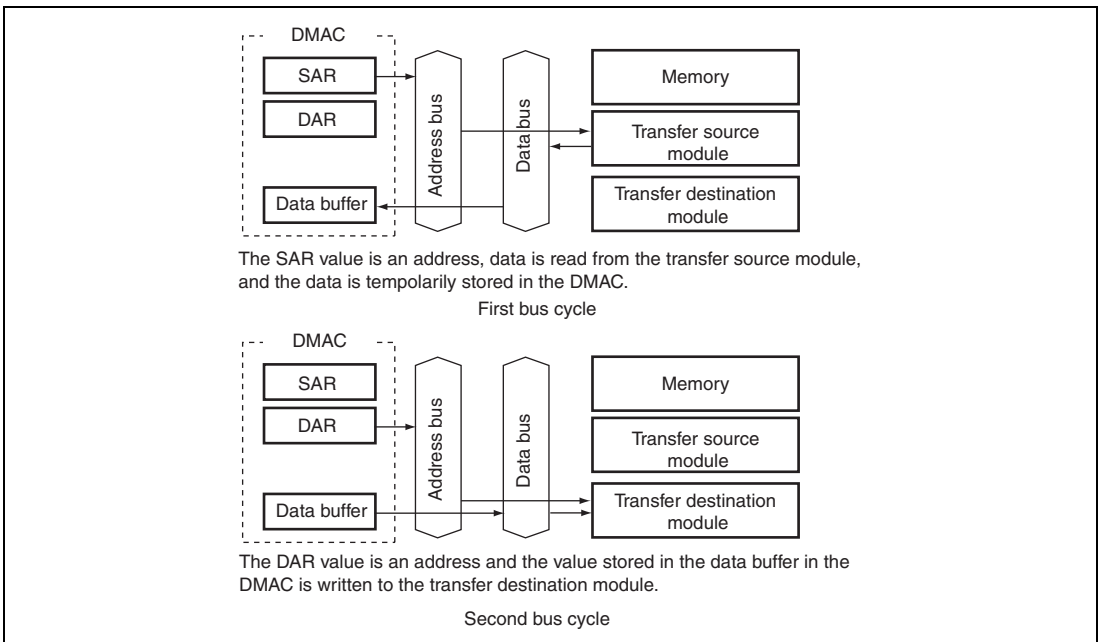 DMAC
SAR
DAR
Data buffer
Address bus
Data bus
Memory
Transfer source
module
Transfer destination
module
The SAR value is an address, data is read from the transfer source module,
and the data is tempolarily stored in the DMAC.
First bus cycle
DMAC
SAR
DAR
Data buffer
Address bus
Data bus
Memory
Transfer source
module
Transfer destination
module
The DAR value is an address and the value stored in the data buffer in the
DMAC is written to the transfer destination module.
Second bus cycle